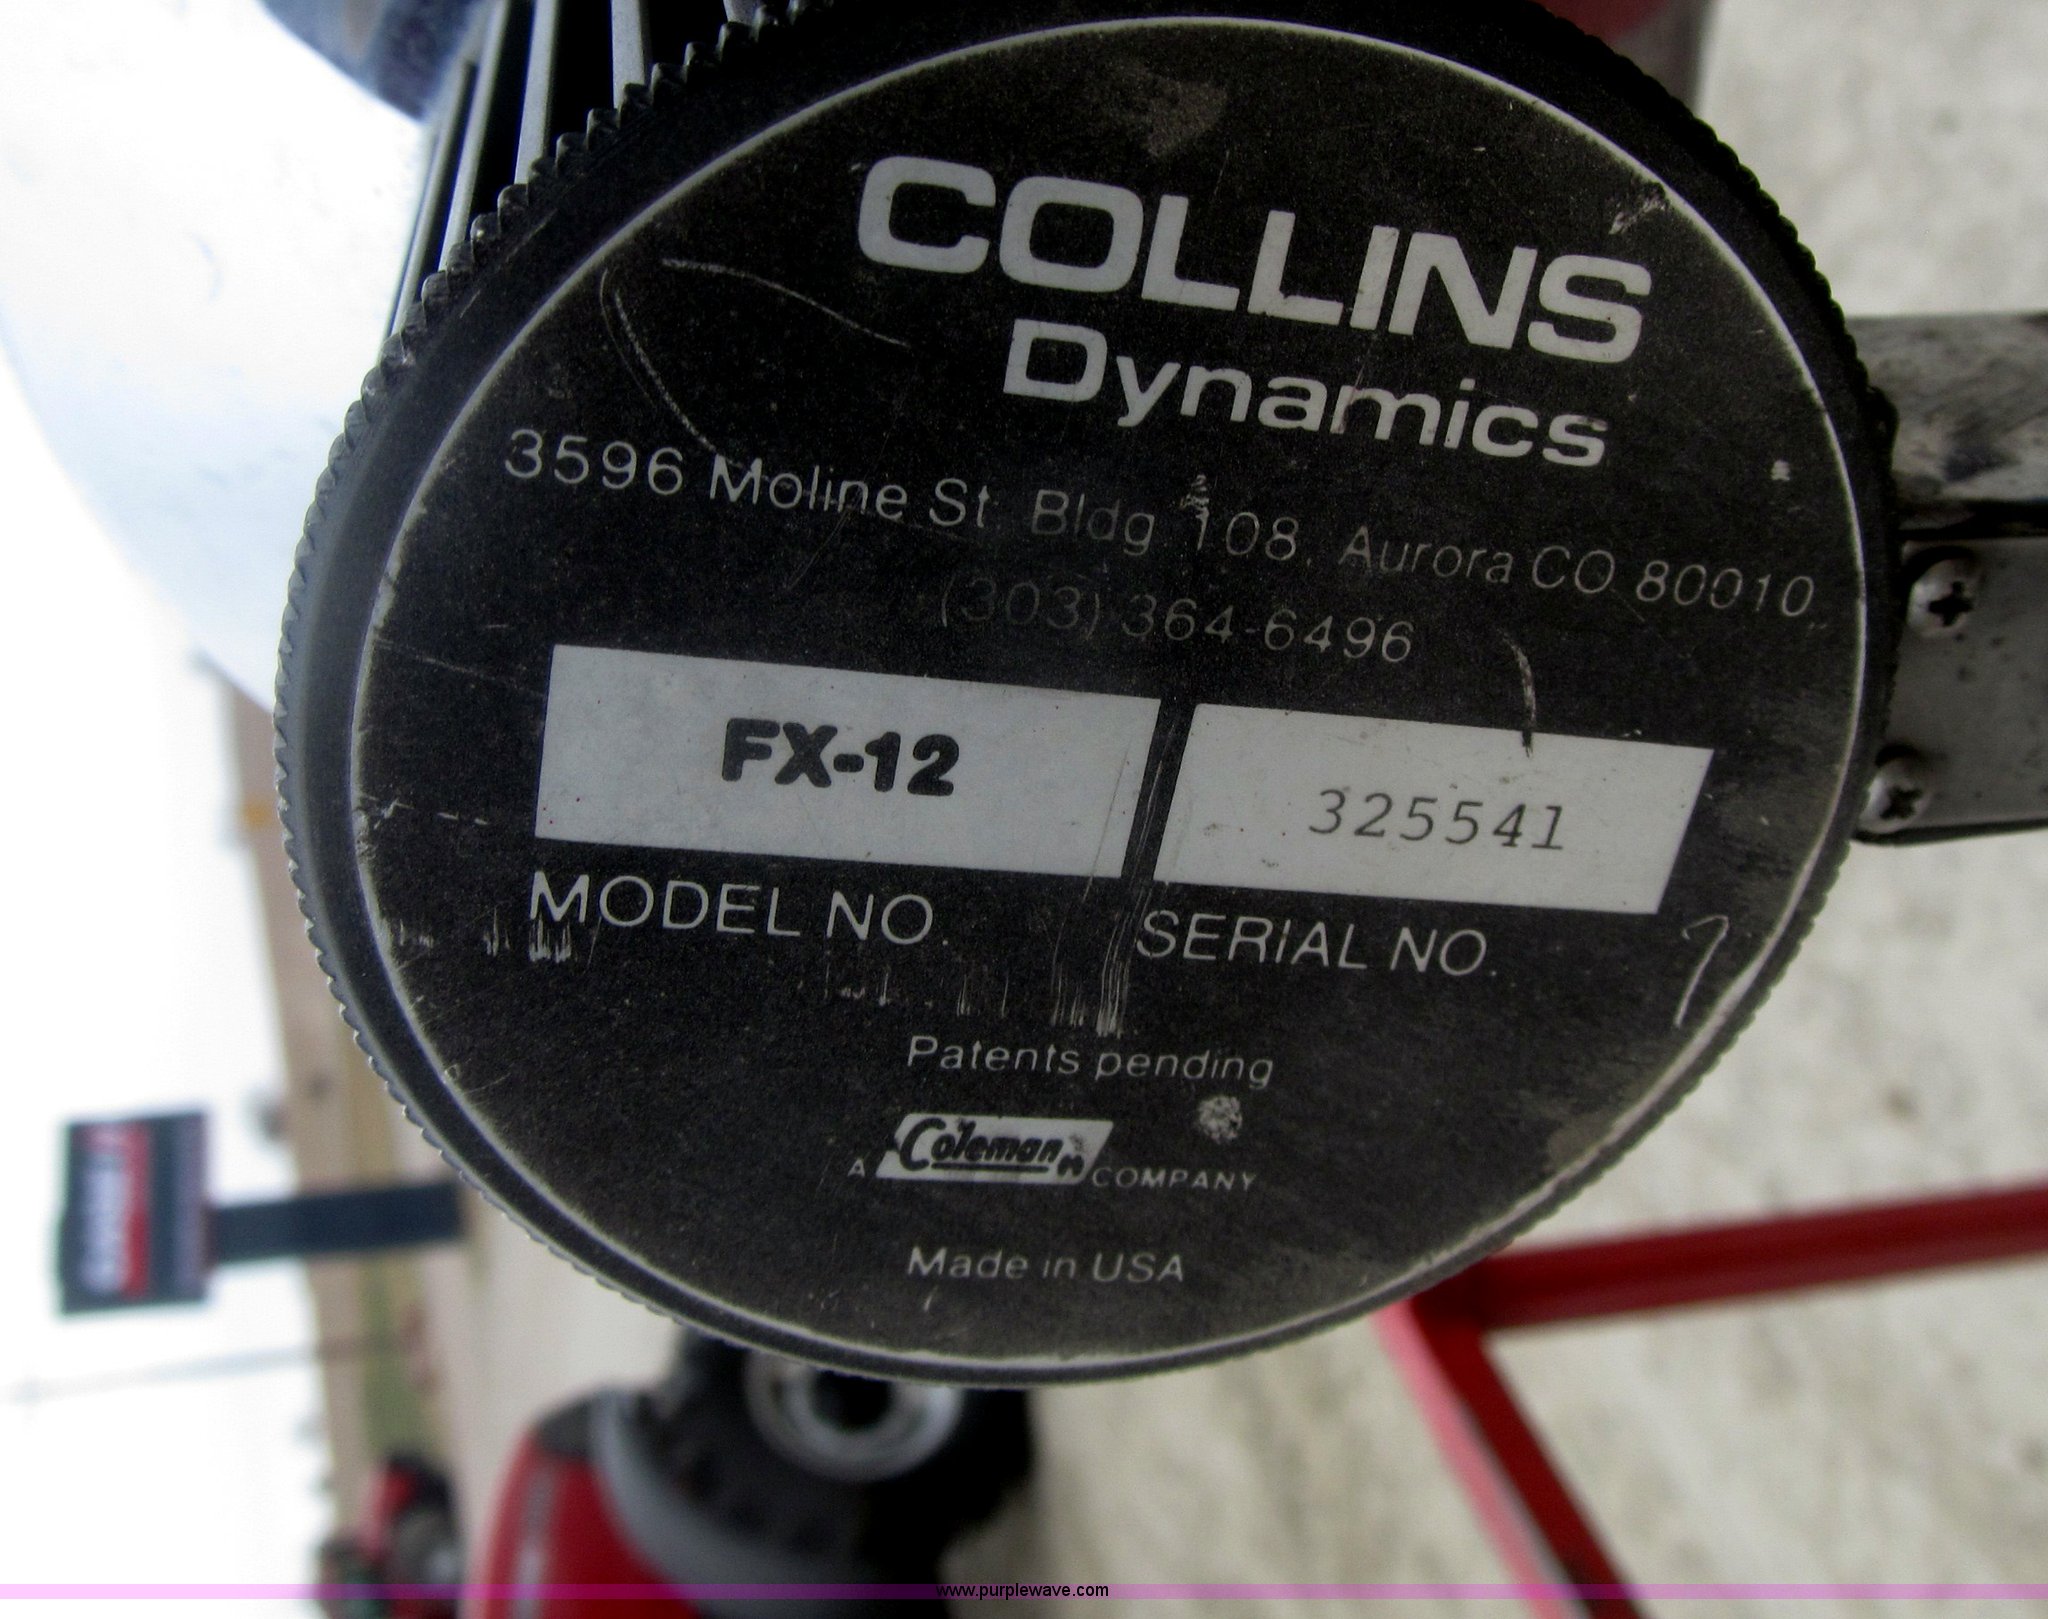 COLLINS
Dynamics
3596 Moline St. Bldg 108, Aurora CO 80010
(303) 364-6496
FX-12
325541
MODEL NO.
SERIAL NO.
Patents pending
A Coleman COMPANY
Made in USA
www.purplewave.com